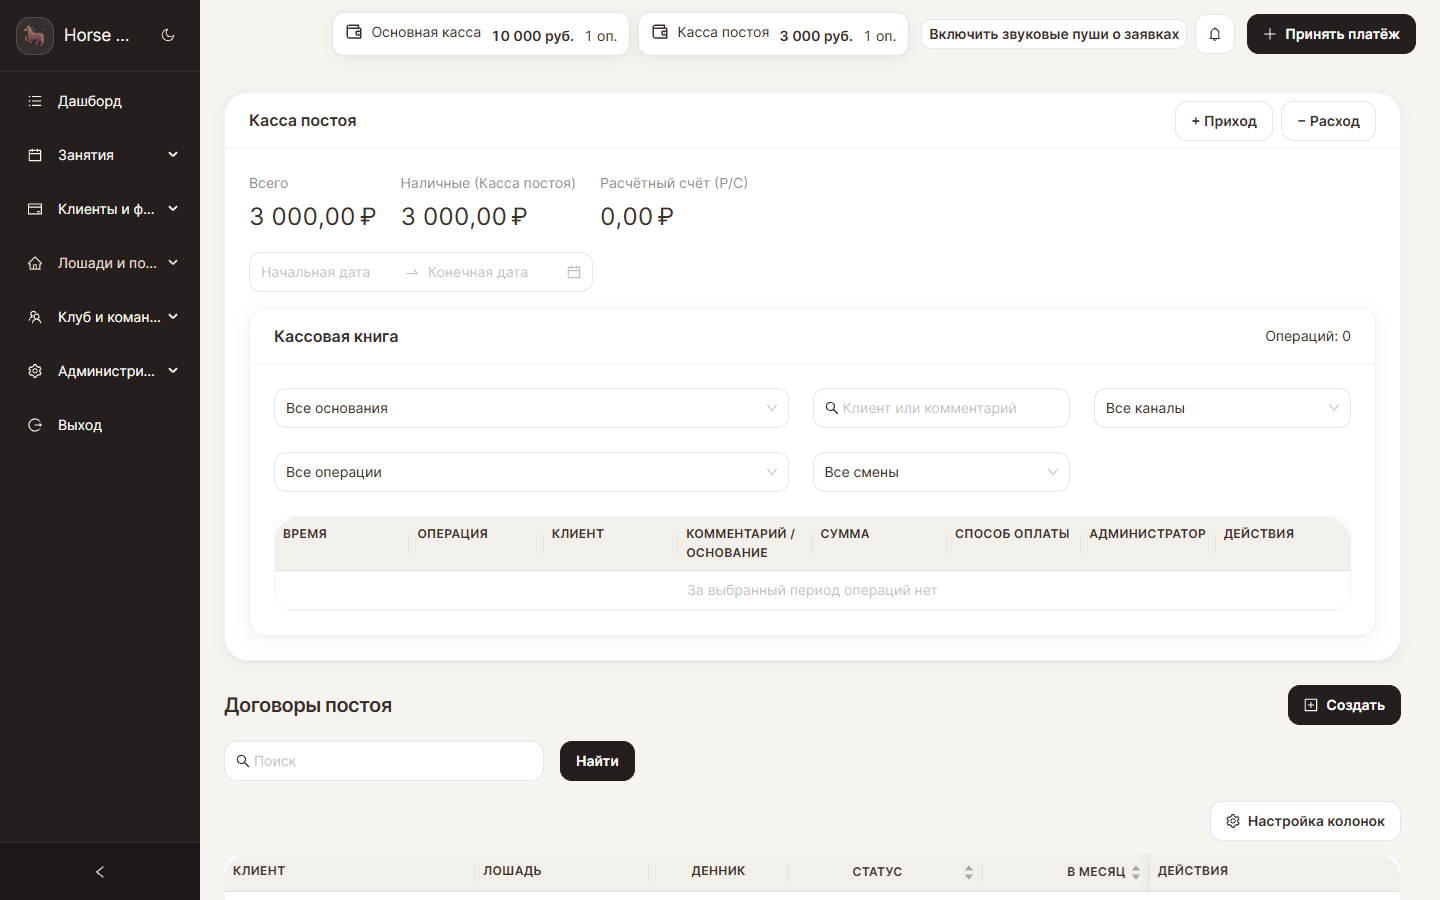 Horse ...
Основная касса 10 000 руб. 1 оп.
Касса постоя 3 000 руб. 1 оп.
Включить звуковые пуши о заявках
Принять платёж
Дашборд
Занятия
Клиенты и ф...
Лошади и по...
Клуб и коман...
Администри...
Выход
Касса постоя
+ Приход
− Расход
Всего
3 000,00 ₽
Наличные (Касса постоя)
3 000,00 ₽
Расчётный счёт (Р/С)
0,00 ₽
Начальная дата
Конечная дата
Кассовая книга
Операций: 0
Все основания
Клиент или комментарий
Все каналы
Все операции
Все смены
ВРЕМЯ
ОПЕРАЦИЯ
КЛИЕНТ
КОММЕНТАРИЙ /
ОСНОВАНИЕ
СУММА
СПОСОБ ОПЛАТЫ
АДМИНИСТРАТОР
ДЕЙСТВИЯ
За выбранный период операций нет
Договоры постоя
Создать
Поиск
Найти
Настройка колонок
КЛИЕНТ
ЛОШАДЬ
ДЕННИК
СТАТУС
В МЕСЯЦ
ДЕЙСТВИЯ